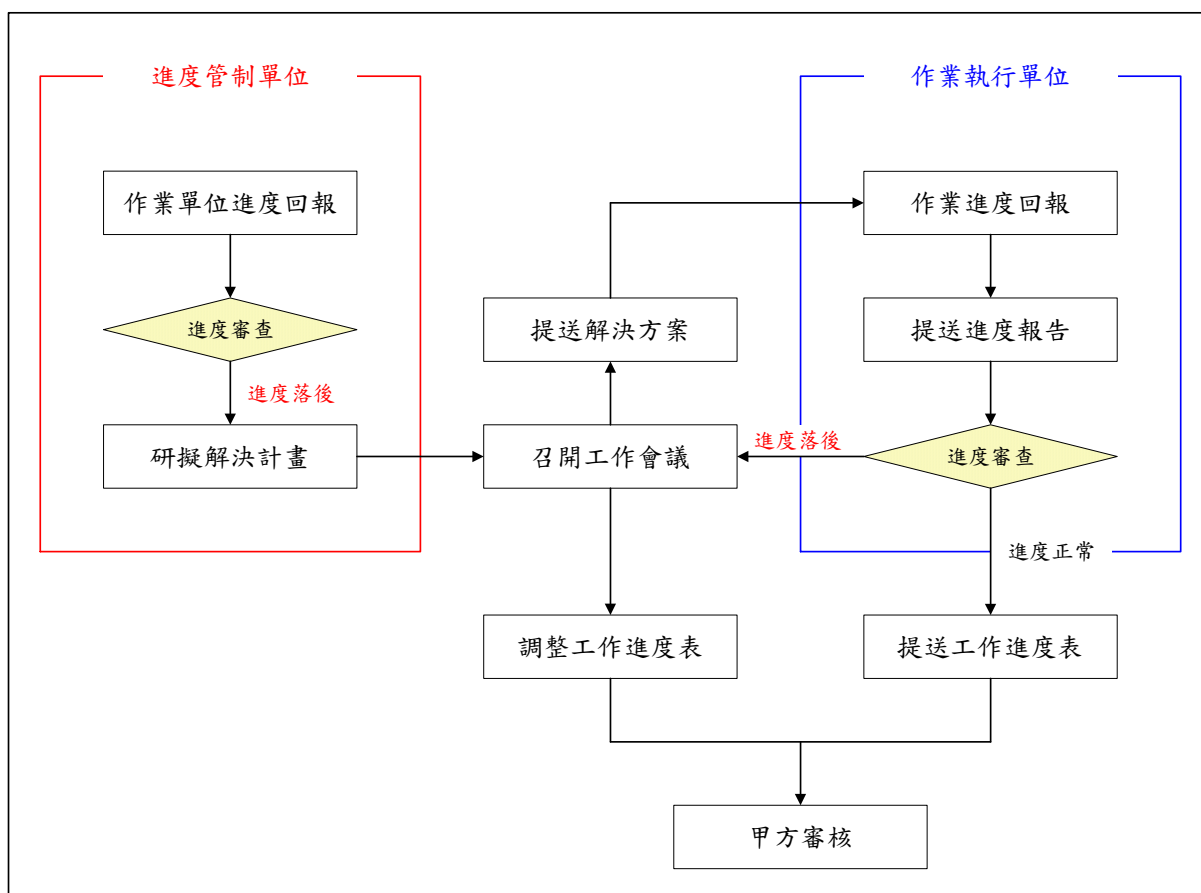 進度管制單位
作業執行單位
作業單位進度回報
作業進度回報
進度審查
提送解決方案
提送進度報告
進度落後
研擬解決計畫
召開工作會議
進度落後
進度審查
進度正常
調整工作進度表
提送工作進度表
甲方審核